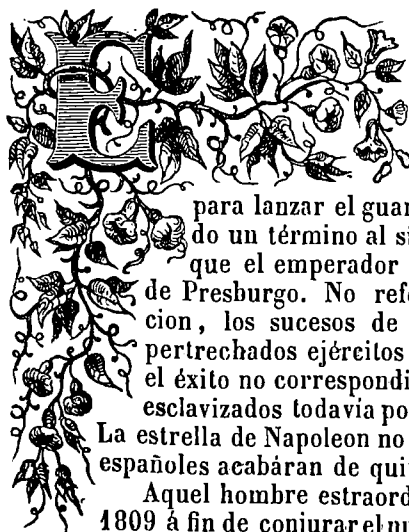 E
para lanzar el guar
do un término al si
que el emperador
de Presburgo. No refe
cion, los sucesos de
pertrechados ejércitos
el éxito no correspondi
esclavizados todavia po
La estrella de Napoleon no
españoles acabáran de qui
Aquel hombre estraord
1809 á fin de conjurar el nu